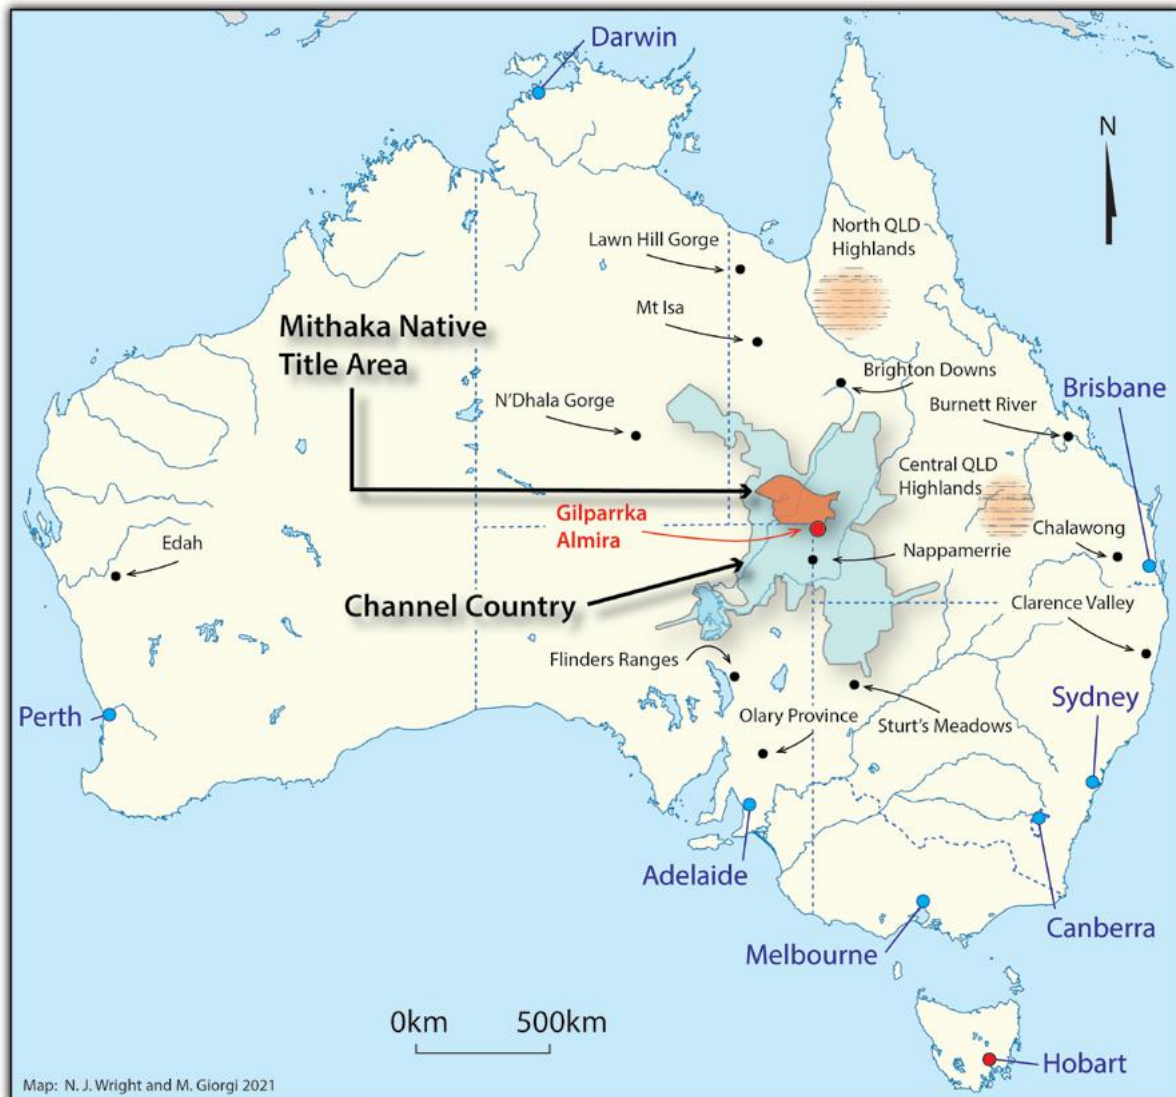 Darwin
N
North QLD
Highlands
Lawn Hill Gorge
Mt Isa
Mithaka Native
Title Area
Brighton Downs
Brisbane
N'Dhala Gorge
Burnett River
Central QLD
Highlands
Gilparrka
Almira
Chalawong
Edah
Nappamerrie
Channel Country
Clarence Valley
Flinders Ranges
Sydney
Perth
Olary Province
Sturt's Meadows
Adelaide
Canberra
Melbourne
0km 500km
Hobart
Map: N. J. Wright and M. Giorgi 2021